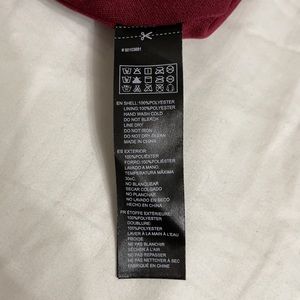 EN SHELL:100%POLYESTER
LINING:100%POLYESTER
HAND WASH COLD
DO NOT BLEACH
LINE DRY
DO NOT IRON
DO NOT DRY CLEAN
MADE IN CHINA
ES EXTERIOR:
100%POLIÉSTER
FORRO:100%POLIÉSTER
LAVADO A MANO,
TEMPERATURA MÁXIMA
30ºC
NO BLANQUEAR
SECAR COLGADO
NO PLANCHAR
NO LAVADO EN SECO
HECHO EN CHINA
FR ÉTOFFE EXTÉRIEURE:
100%POLYESTER
DOUBLURE:
100%POLYESTER
LAVER À LA MAIN À L'EAU
FROIDE
NE PAS BLANCHIR
SÉCHER À L'AIR
NE PAS REPASSER
NE PAS NETTOYER À SEC
FABRIQUÉ EN CHINE